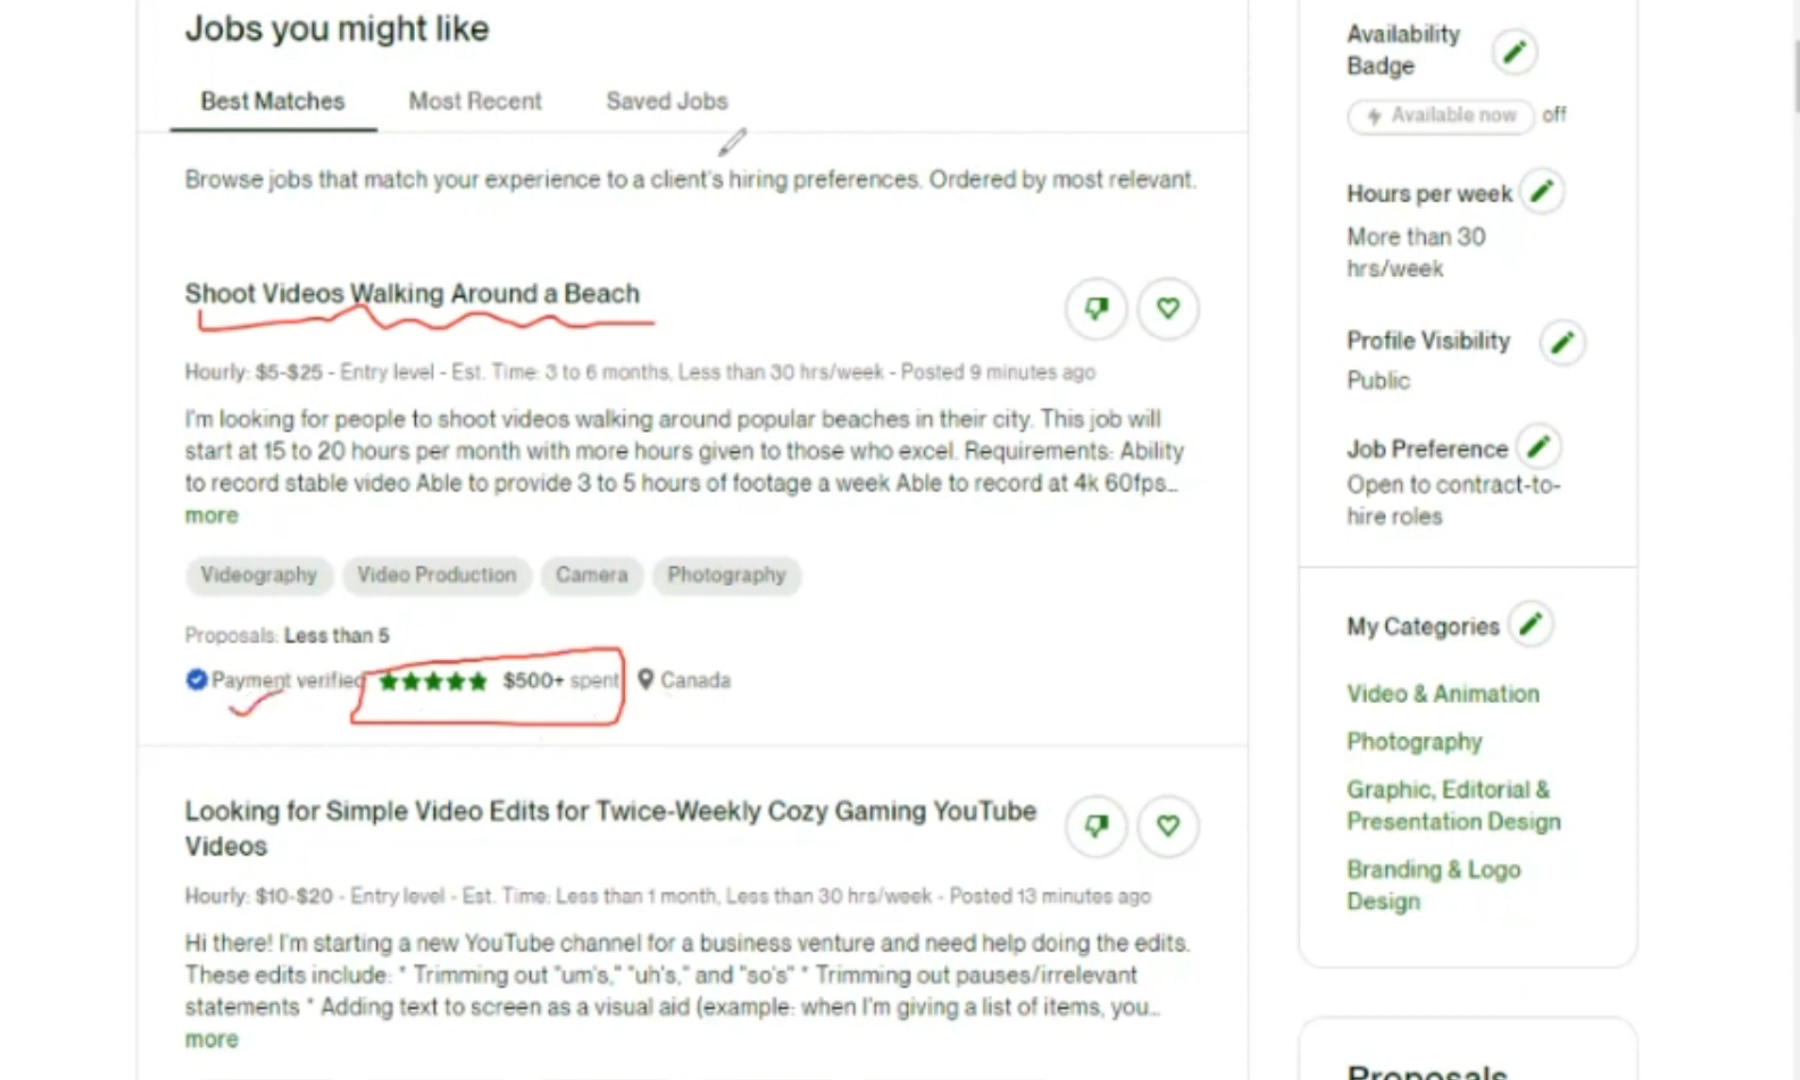 Jobs you might like
Best Matches
Most Recent
Saved Jobs
Browse jobs that match your experience to a client's hiring preferences. Ordered by most relevant.
Shoot Videos Walking Around a Beach
Hourly: $5-$25 - Entry level - Est. Time: 3 to 6 months, Less than 30 hrs/week - Posted 9 minutes ago
I'm looking for people to shoot videos walking around popular beaches in their city. This job will
start at 15 to 20 hours per month with more hours given to those who excel. Requirements: Ability
to record stable video Able to provide 3 to 5 hours of footage a week Able to record at 4k 60fps...
more
Videography
Video Production
Camera
Photography
Proposals: Less than 5
Payment verified
$500+ spent
Canada
Looking for Simple Video Edits for Twice-Weekly Cozy Gaming YouTube
Videos
Hourly: $10-$20 - Entry level - Est. Time: Less than 1 month, Less than 30 hrs/week - Posted 13 minutes ago
Hi there! I'm starting a new YouTube channel for a business venture and need help doing the edits.
These edits include: * Trimming out "um's," "uh's," and "so's" * Trimming out pauses/irrelevant
statements * Adding text to screen as a visual aid (example: when I'm giving a list of items, you...
more
Availability
Badge
Available now
off
Hours per week
More than 30
hrs/week
Profile Visibility
Public
Job Preference
Open to contract-to-
hire roles
My Categories
Video & Animation
Photography
Graphic, Editorial &
Presentation Design
Branding & Logo
Design
Proposals